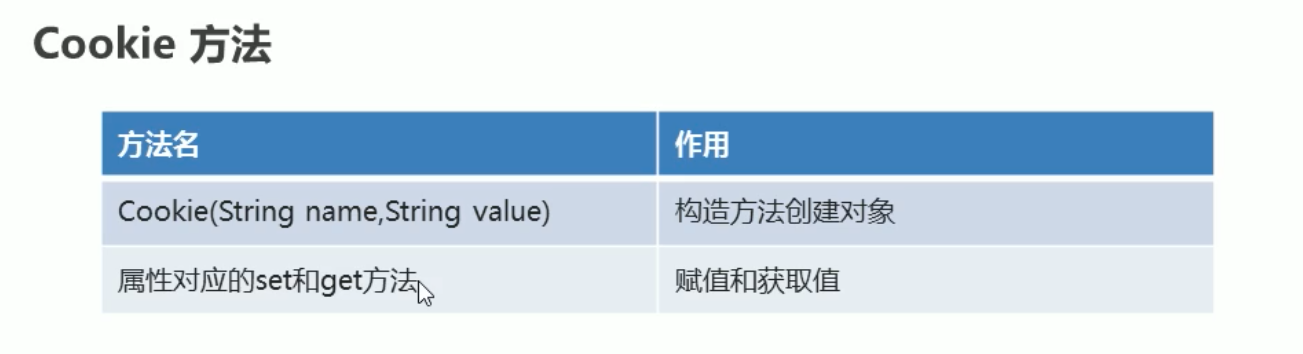 Cookie 方法
方法名 作用
Cookie(String name,String value) 构造方法创建对象
属性对应的set和get方法 赋值和获取值